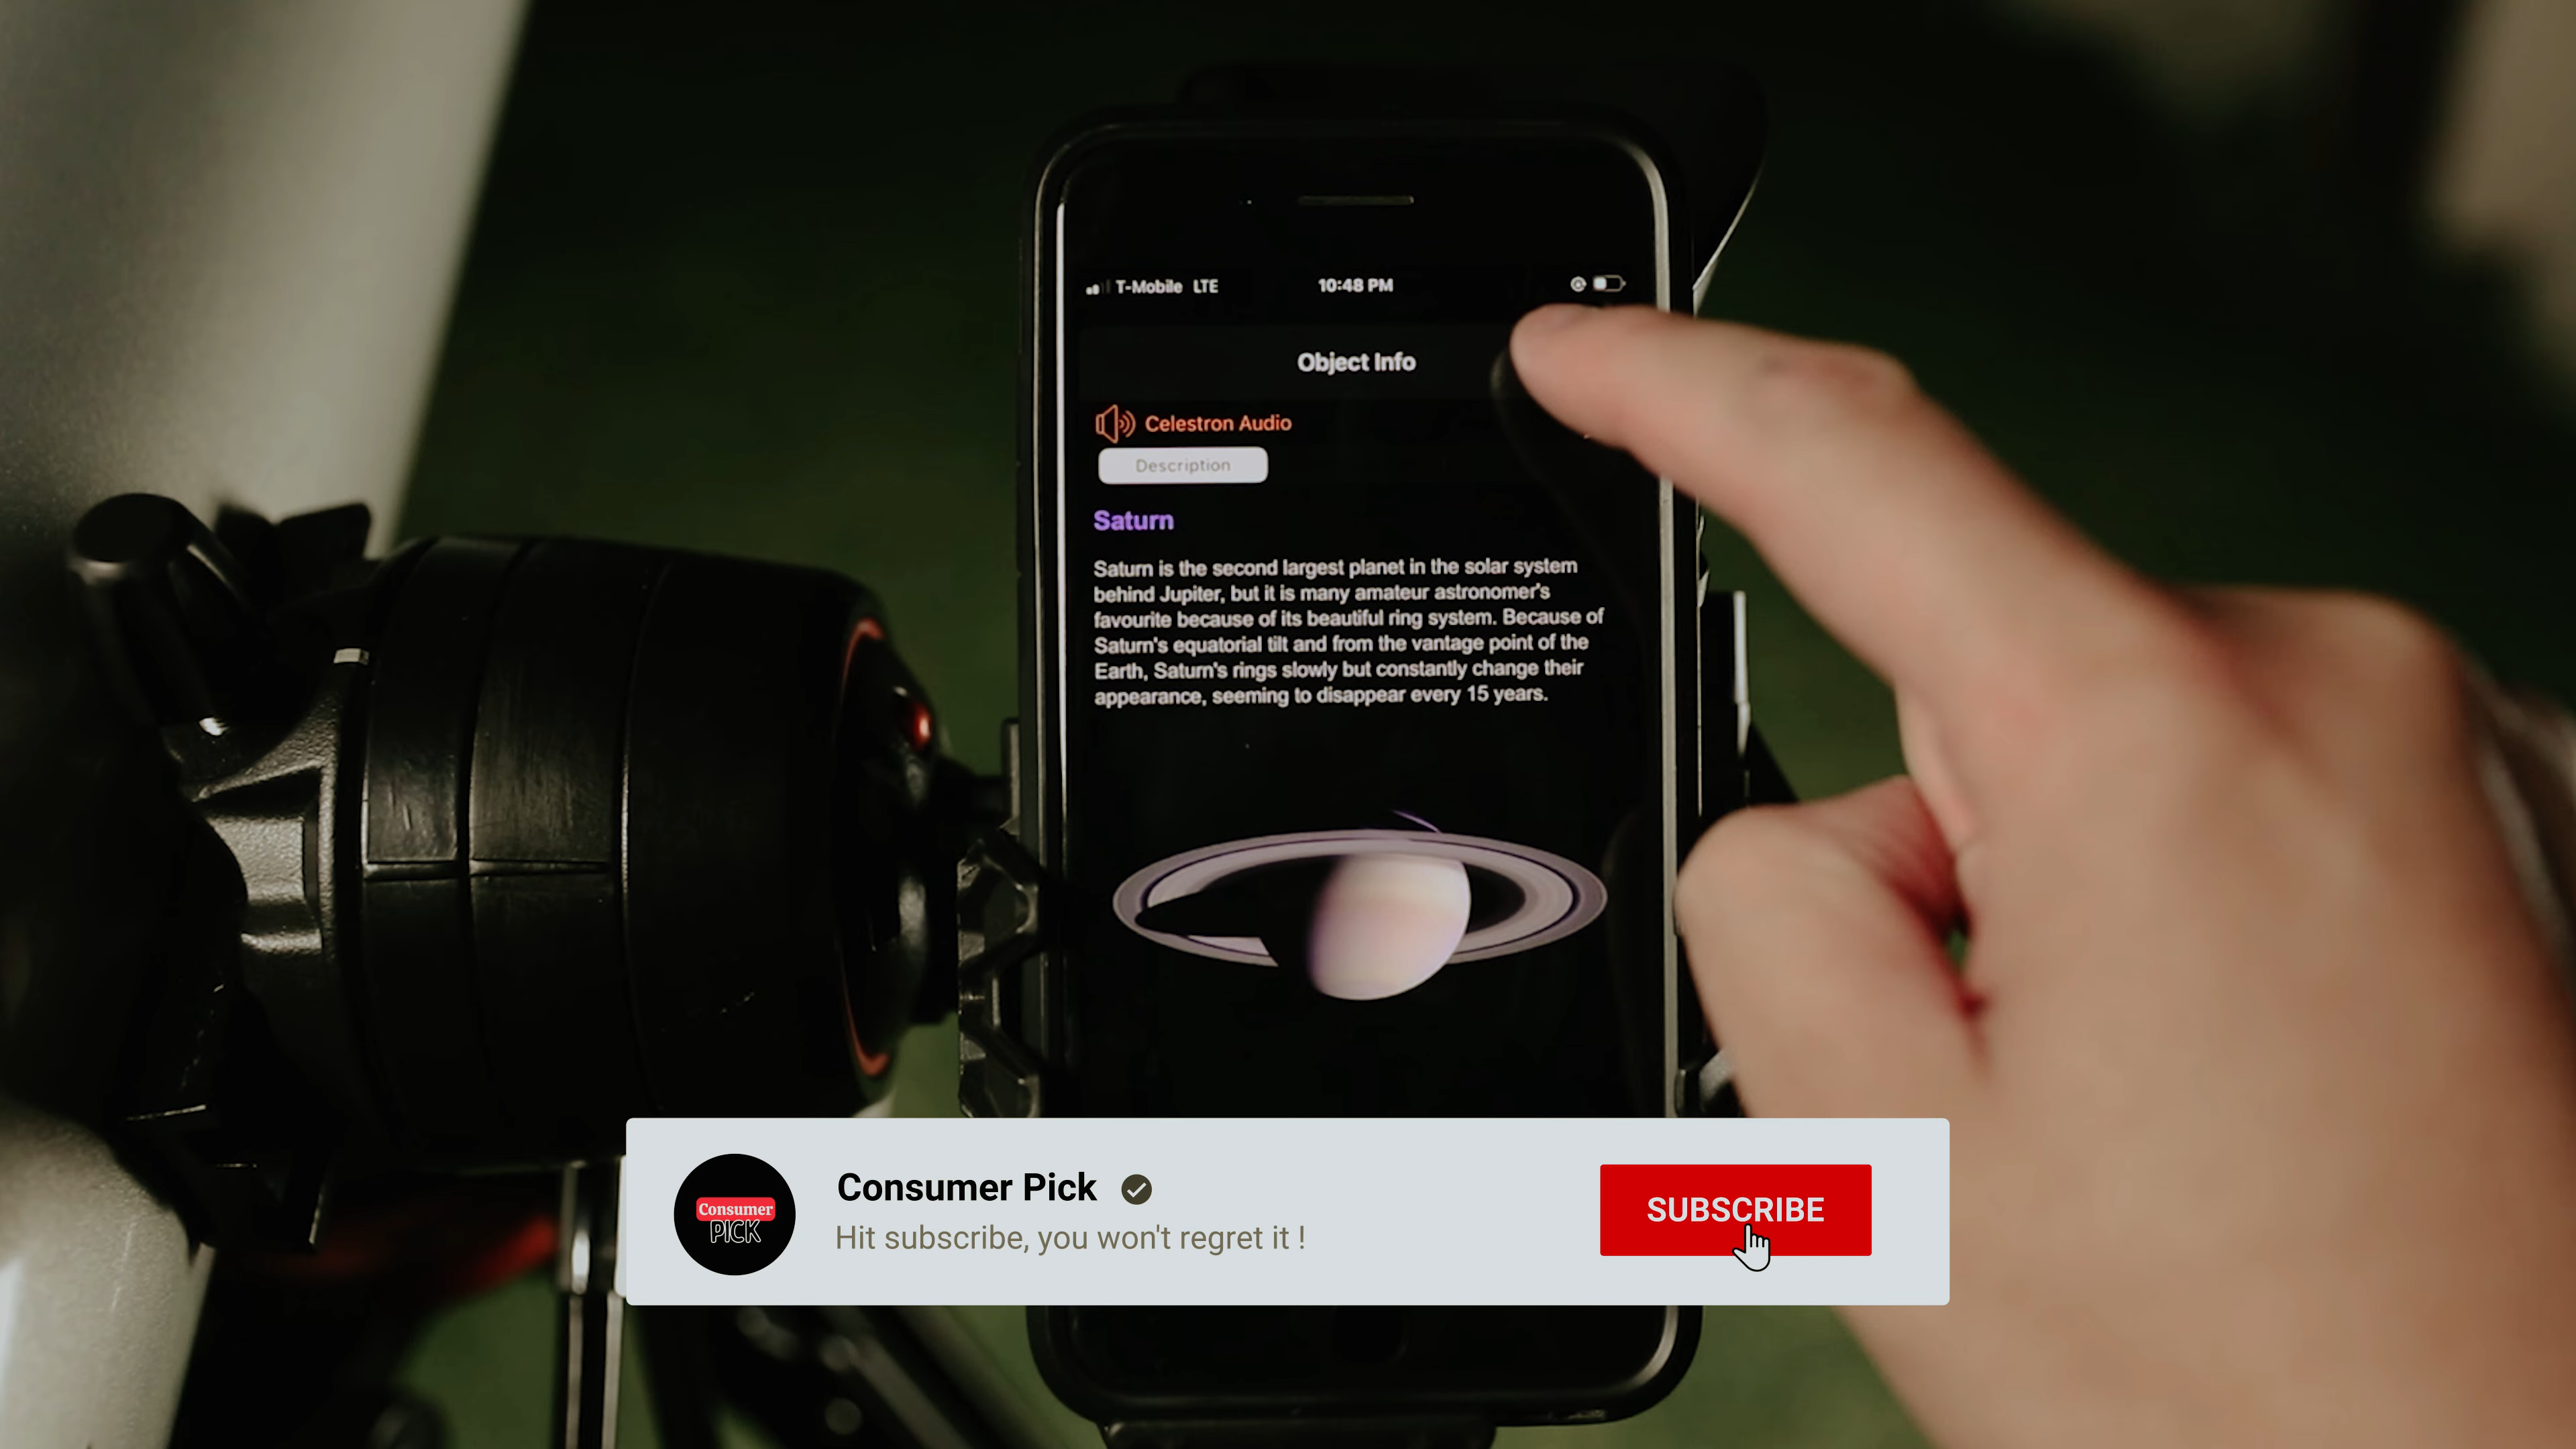 T-Mobile LTE 10:48 PM
Object Info
Celestron Audio
Description
Saturn
Saturn is the second largest planet in the solar system
behind Jupiter, but it is many amateur astronomer's
favourite because of its beautiful ring system. Because of
Saturn's equatorial tilt and from the vantage point of the
Earth, Saturn's rings slowly but constantly change their
appearance, seeming to disappear every 15 years.
Consumer
PICK
Consumer Pick
Hit subscribe, you won't regret it !
SUBSCRIBE